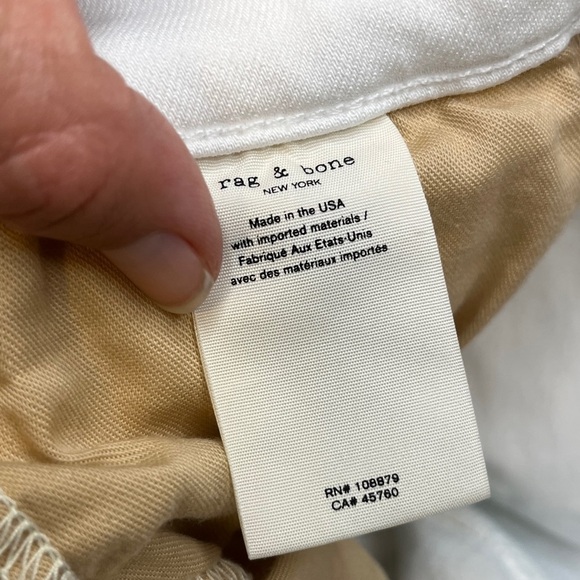 rag & bone
NEW YORK
Made in the USA
with imported materials /
Fabriqué Aux Etats-Unis
avec des matériaux importés
RN# 108879
CA# 45760